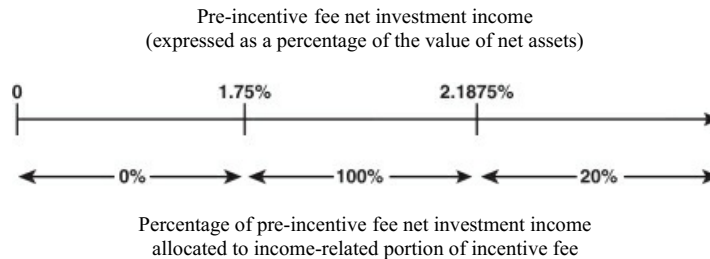 Pre-incentive fee net investment income
(expressed as a percentage of the value of net assets)
0 1.75% 2.1875%
0% 100% 20%
Percentage of pre-incentive fee net investment income
allocated to income-related portion of incentive fee